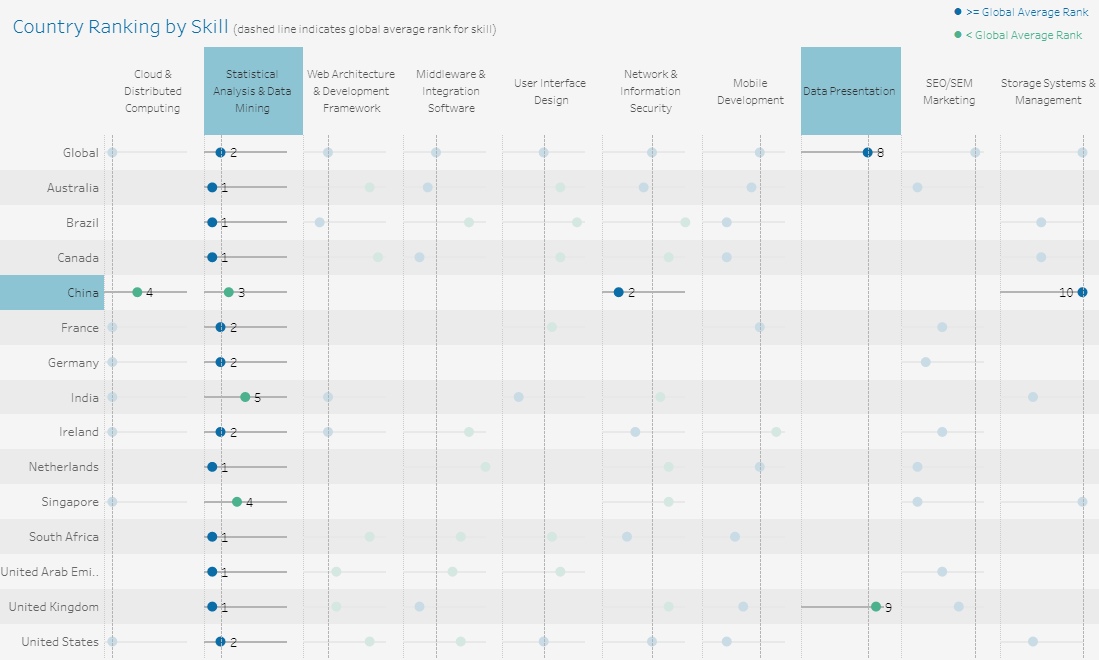 Country Ranking by Skill (dashed line indicates global average rank for skill)
>= Global Average Rank
< Global Average Rank
Cloud &
Distributed
Computing
Statistical
Analysis & Data
Mining
Web Architecture
& Development
Framework
Middleware &
Integration
Software
User Interface
Design
Network &
Information
Security
Mobile
Development
Data Presentation
SEO/SEM
Marketing
Storage Systems &
Management
Global 2 8
Australia 1
Brazil 1
Canada 1
China 4 3 2 10
France 2
Germany 2
India 5
Ireland 2
Netherlands 1
Singapore 4
South Africa 1
United Arab Emi.. 1
United Kingdom 1 9
United States 2